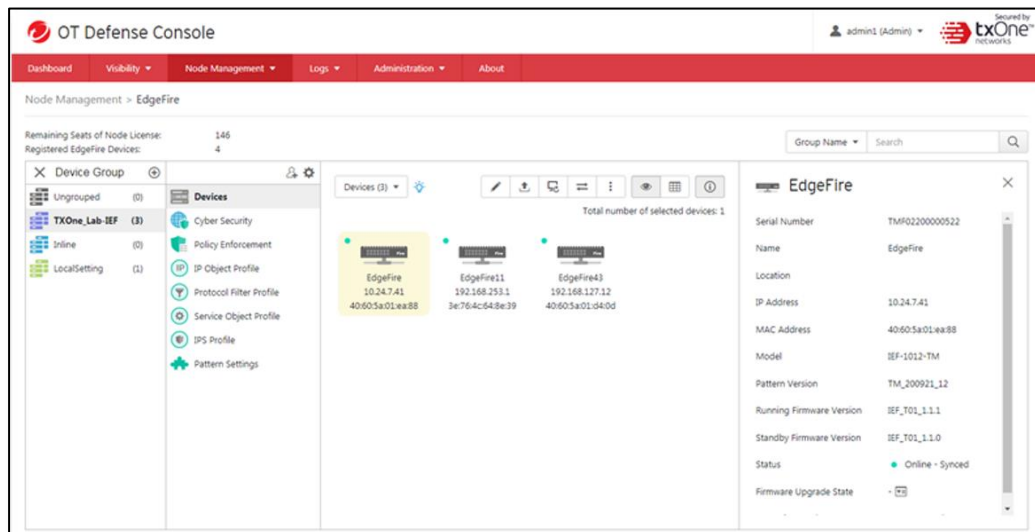 OT Defense Console
admin1 (Admin)
Secured by
txOne
networks
Dashboard Visibility Node Management Logs Administration About
Node Management > EdgeFire
Remaining Seats of Node License: 146
Registered EdgeFire Devices: 4
Group Name Search
Device Group
Ungrouped (0)
TXOne_Lab-IEF (3)
Inline (0)
LocalSetting (1)
Devices
Cyber Security
Policy Enforcement
IP Object Profile
Protocol Filter Profile
Service Object Profile
IPS Profile
Pattern Settings
Devices (3)
Total number of selected devices: 1
EdgeFire
10.24.7.41
40:60:5a:01:ea:88
EdgeFire11
192.168.253.1
3e:76:4c:64:8e:39
EdgeFire43
192.168.127.12
40:60:5a:01:d4:0d
EdgeFire
Serial Number TMF02200000522
Name EdgeFire
Location
IP Address 10.24.7.41
MAC Address 40:60:5a:01:ea:88
Model IEF-1012-TM
Pattern Version TM_200921_12
Running Firmware Version IEF_T01_1.1.1
Standby Firmware Version IEF_T01_1.1.0
Status Online - Synced
Firmware Upgrade State -